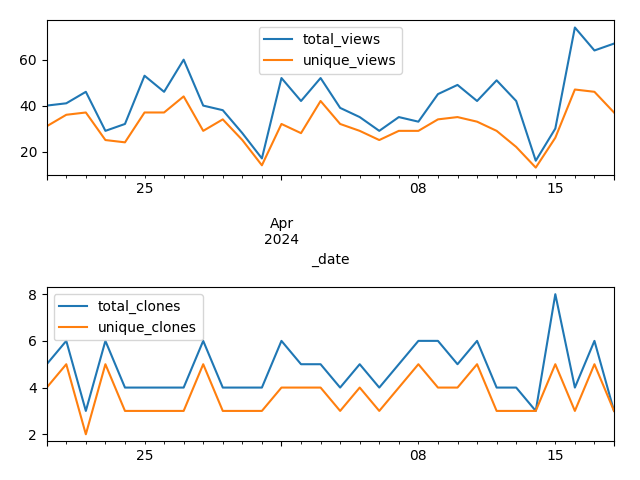 total_views
unique_views
60
40
20
25
08
15
Apr
2024
_date
total_clones
unique_clones
8
6
4
2
25
08
15